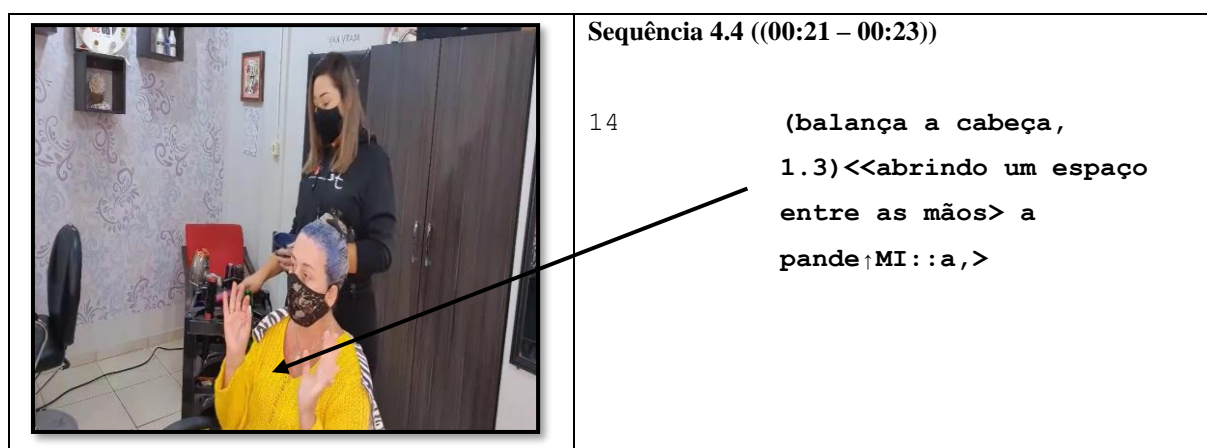 Sequência 4.4 ((00:21 – 00:23))
14 (balança a cabeça,
1.3)<<abrindo um espaço
entre as mãos> a
pande↑MI::a,>